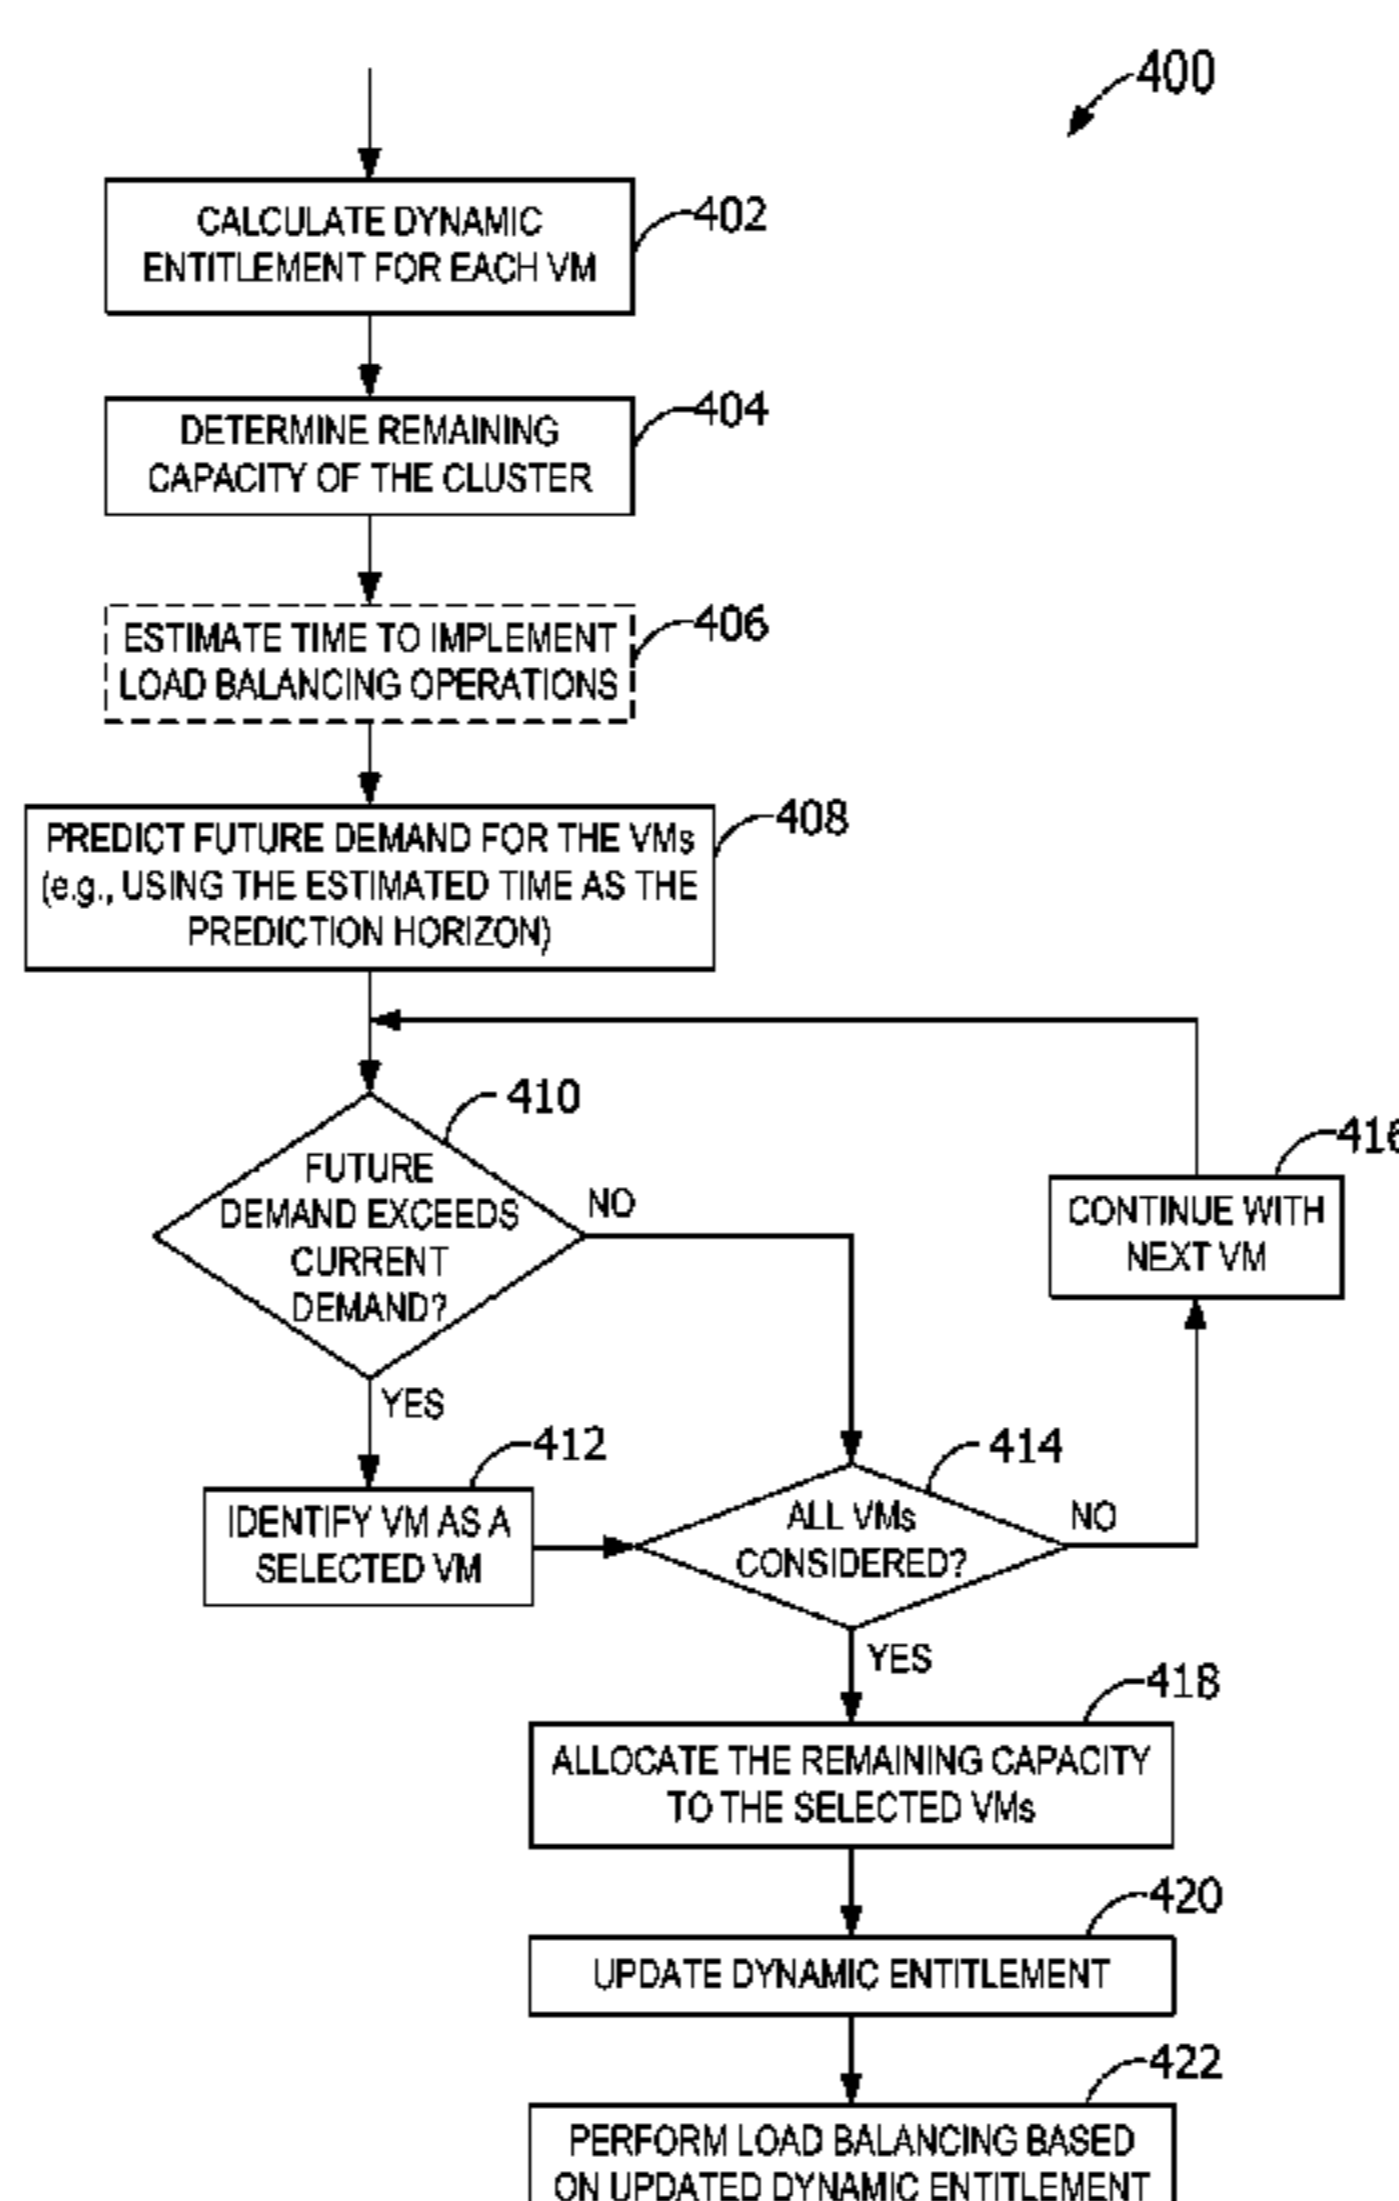 400
CALCULATE DYNAMIC
ENTITLEMENT FOR EACH VM
402
DETERMINE REMAINING
CAPACITY OF THE CLUSTER
404
ESTIMATE TIME TO IMPLEMENT
LOAD BALANCING OPERATIONS
406
PREDICT FUTURE DEMAND FOR THE VMs
(e.g., USING THE ESTIMATED TIME AS THE
PREDICTION HORIZON)
408
410
FUTURE
DEMAND EXCEEDS
CURRENT
DEMAND?
NO
YES
416
CONTINUE WITH
NEXT VM
412
IDENTIFY VM AS A
SELECTED VM
414
ALL VMs
CONSIDERED?
NO
YES
418
ALLOCATE THE REMAINING CAPACITY
TO THE SELECTED VMs
420
UPDATE DYNAMIC ENTITLEMENT
422
PERFORM LOAD BALANCING BASED
ON UPDATED DYNAMIC ENTITLEMENT